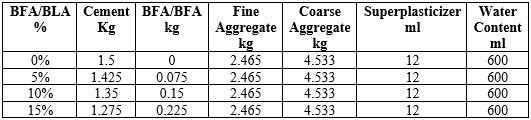 BFA/BLA % Cement Kg BFA/BFA kg Fine Aggregate kg Coarse Aggregate kg Superplasticizer ml Water Content ml
0% 1.5 0 2.465 4.533 12 600
5% 1.425 0.075 2.465 4.533 12 600
10% 1.35 0.15 2.465 4.533 12 600
15% 1.275 0.225 2.465 4.533 12 600